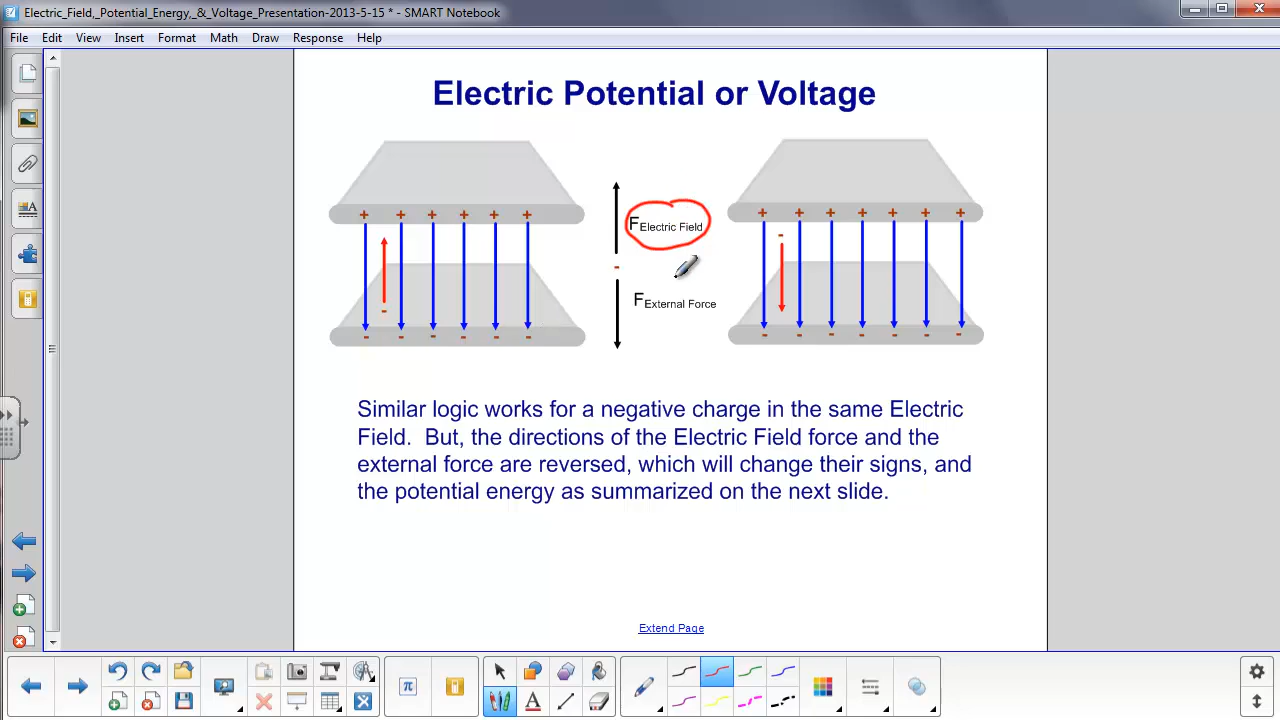 Electric_Field,_Potential_Energy,_&_Voltage_Presentation-2013-5-15 * - SMART Notebook
File Edit View Insert Format Math Draw Response Help
Electric Potential or Voltage
+ + + + + +
+ + + + + + +
F Electric Field
-
-
-
F External Force
- - - - - -
- - - - - - -
Similar logic works for a negative charge in the same Electric
Field. But, the directions of the Electric Field force and the
external force are reversed, which will change their signs, and
the potential energy as summarized on the next slide.
Extend Page